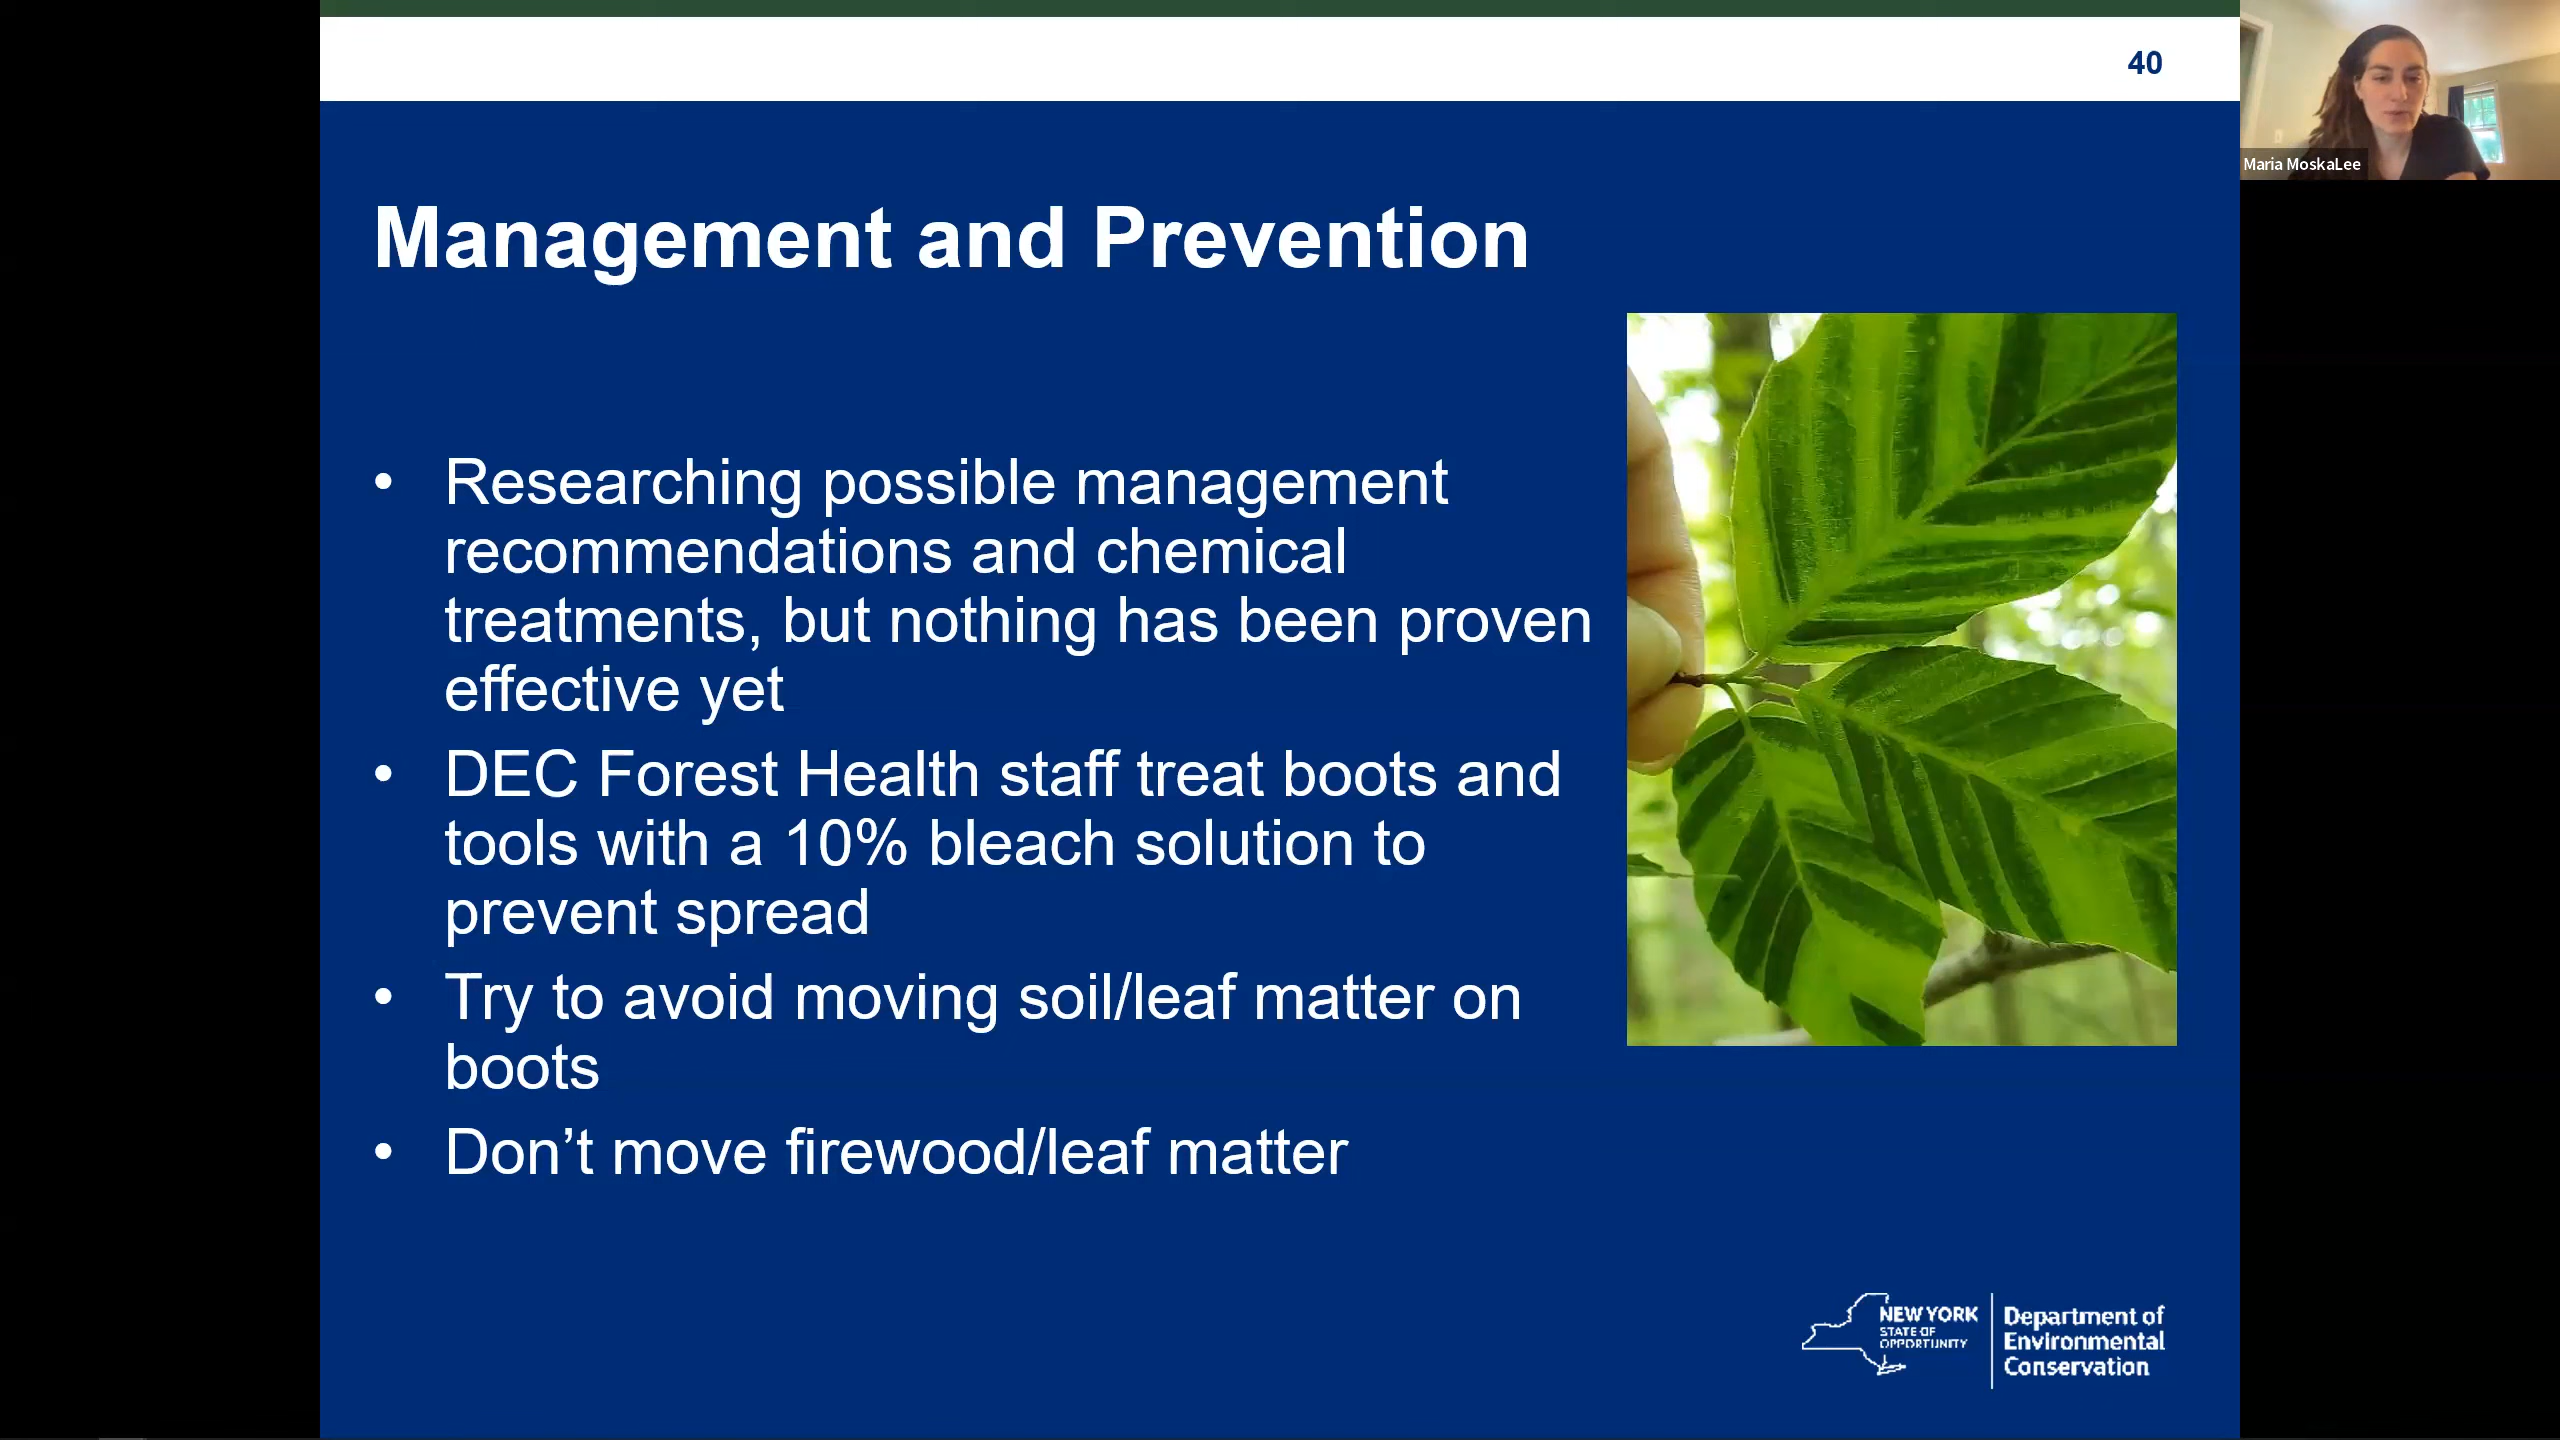 40
Maria MoskaLee
Management and Prevention
• Researching possible management
recommendations and chemical
treatments, but nothing has been proven
effective yet
• DEC Forest Health staff treat boots and
tools with a 10% bleach solution to
prevent spread
• Try to avoid moving soil/leaf matter on
boots
• Don’t move firewood/leaf matter
NEW YORK
STATE OF
OPPORTUNITY
Department of
Environmental
Conservation